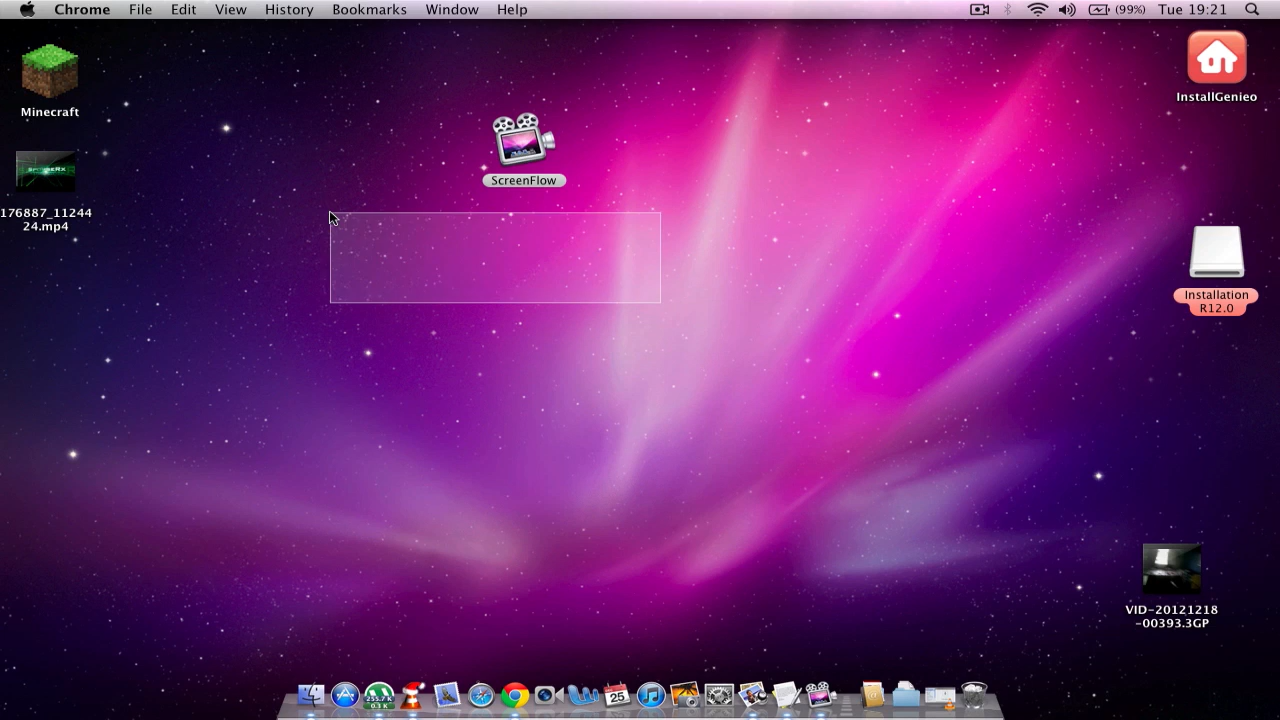 Chrome File Edit View History Bookmarks Window Help (99%) Tue 19:21
Minecraft
InstallGenieo
ScreenFlow
176887_11244
24.mp4
Installation
R12.0
VID-20121218
-00393.3GP
25